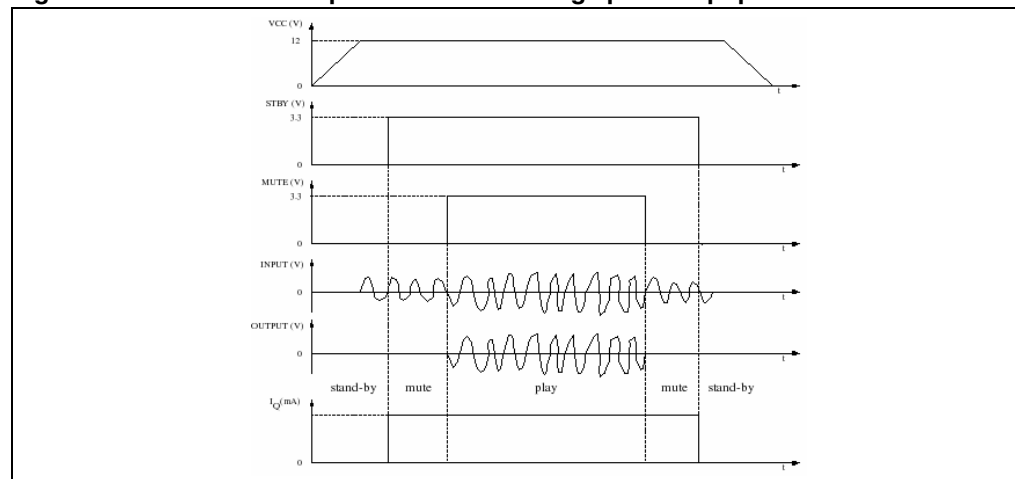 VCC (V)
12
0
t
STBY (V)
3.3
0
t
MUTE (V)
3.3
0
t
INPUT (V)
0
t
OUTPUT (V)
0
t
stand-by mute play mute stand-by
IQ(mA)
0
t